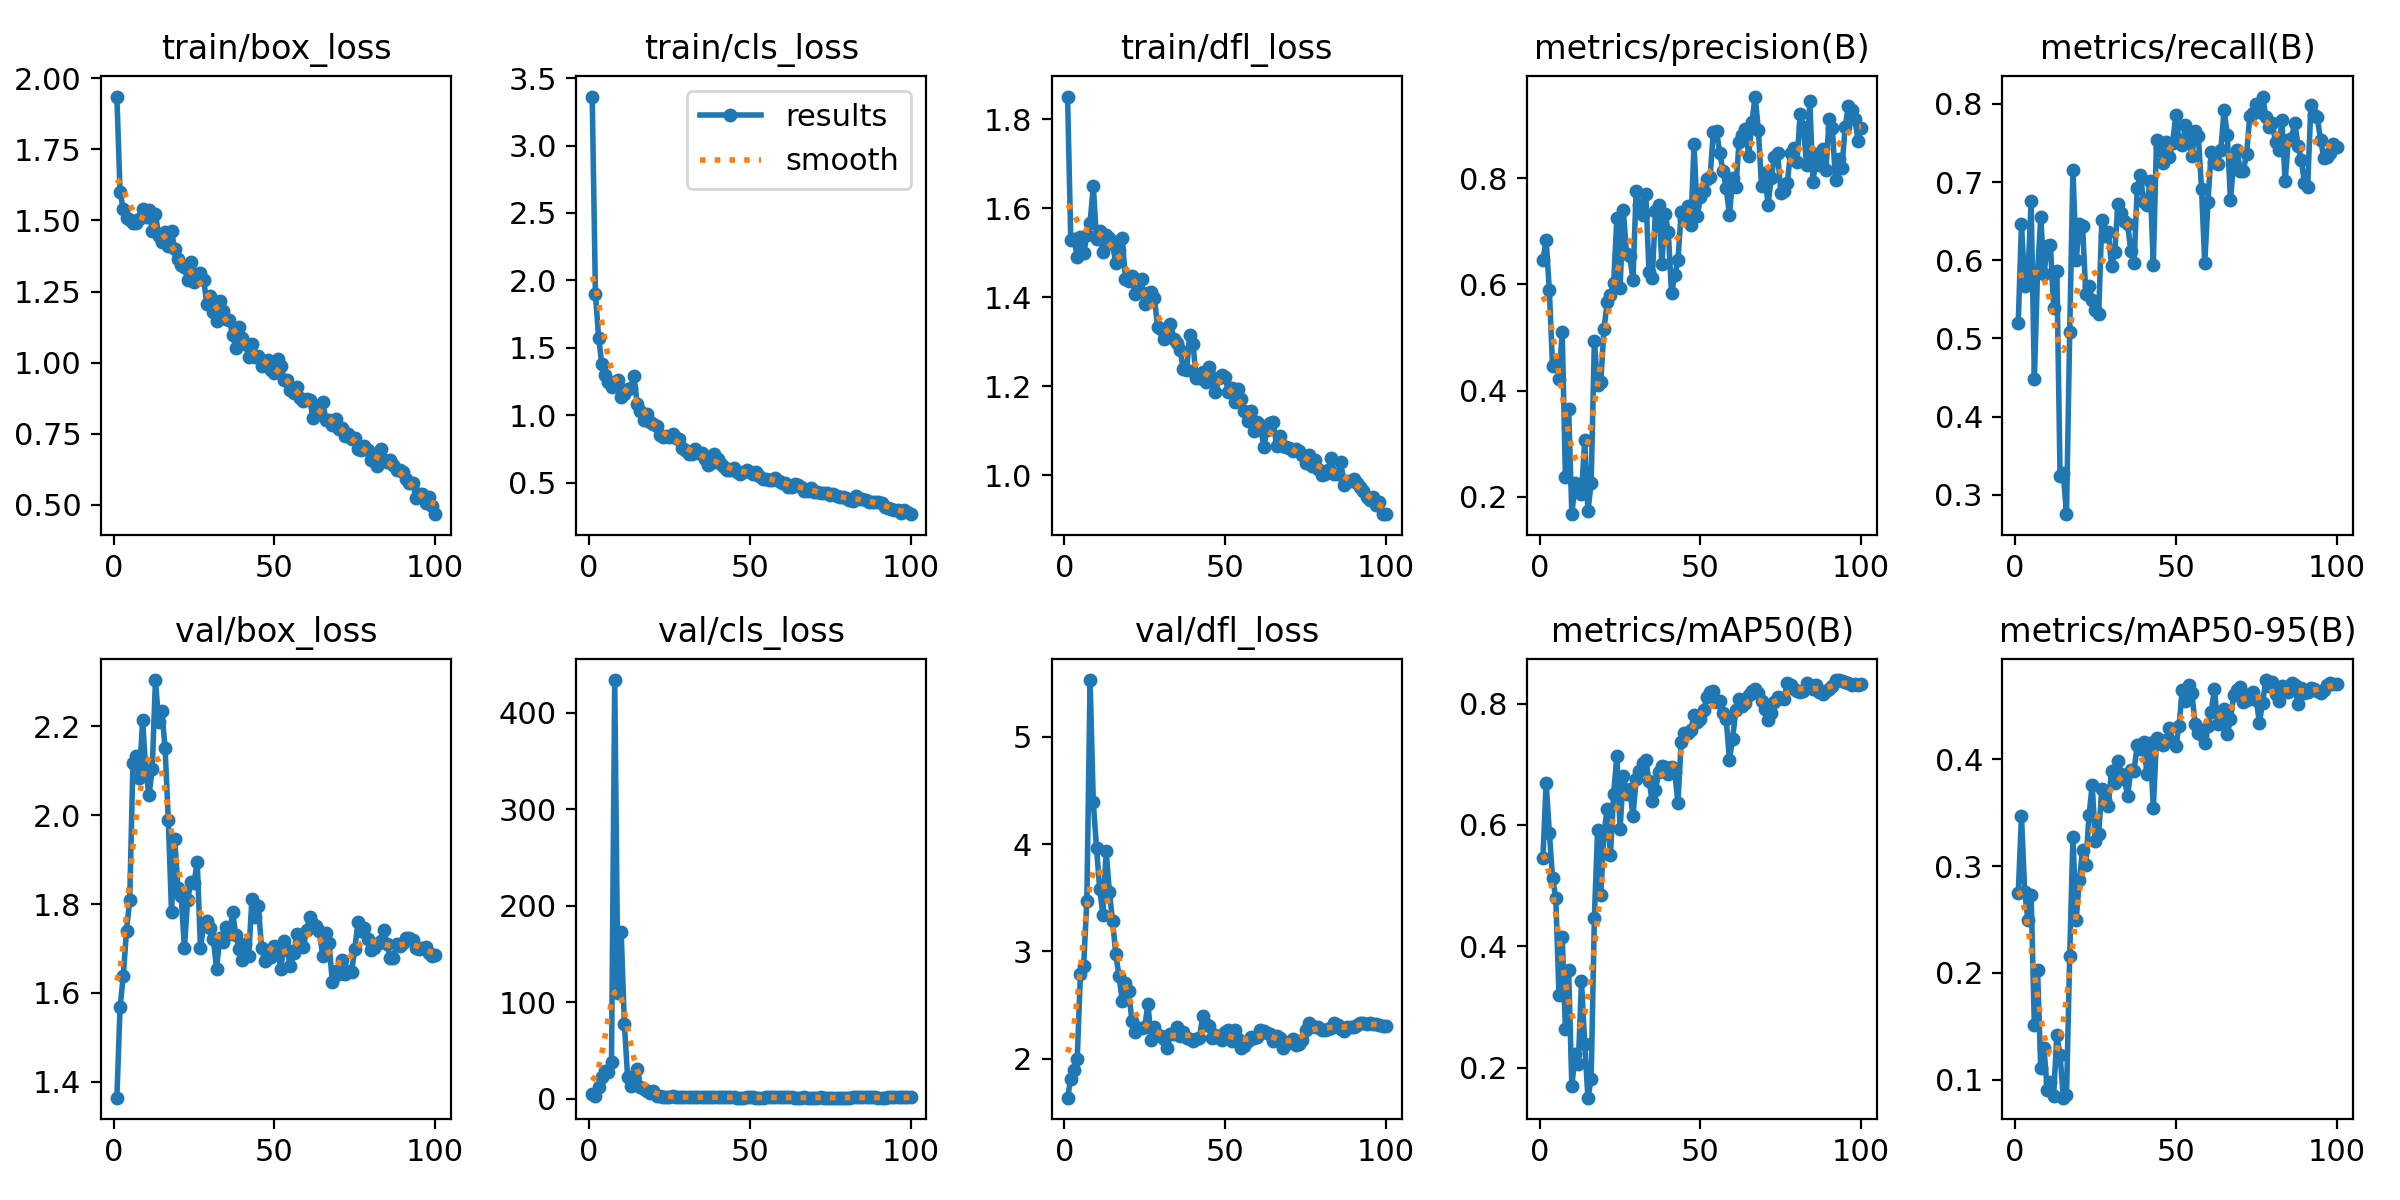 train/box_loss
2.00
1.75
1.50
1.25
1.00
0.75
0.50
0 50 100
train/cls_loss
results
smooth
3.5
3.0
2.5
2.0
1.5
1.0
0.5
0 50 100
train/dfl_loss
1.8
1.6
1.4
1.2
1.0
0 50 100
metrics/precision(B)
0.8
0.6
0.4
0.2
0 50 100
metrics/recall(B)
0.8
0.7
0.6
0.5
0.4
0.3
0 50 100
val/box_loss
2.2
2.0
1.8
1.6
1.4
0 50 100
val/cls_loss
400
300
200
100
0
0 50 100
val/dfl_loss
5
4
3
2
0 50 100
metrics/mAP50(B)
0.8
0.6
0.4
0.2
0 50 100
metrics/mAP50-95(B)
0.4
0.3
0.2
0.1
0 50 100